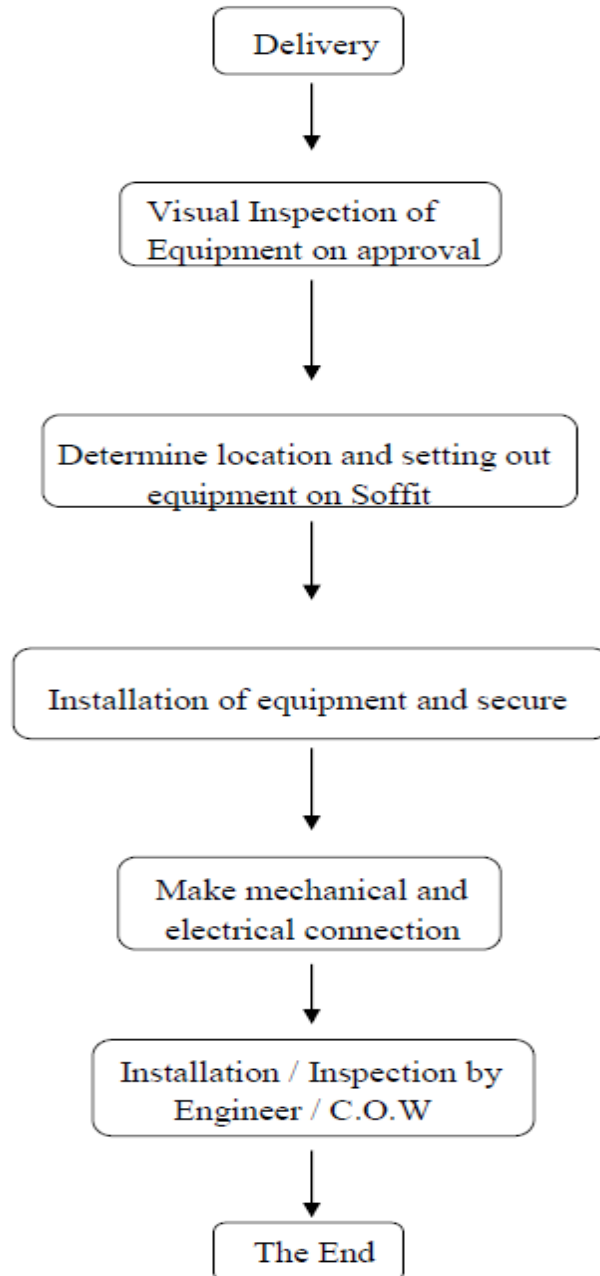 Delivery
Visual Inspection of
Equipment on approval
Determine location and setting out
equipment on Soffit
Installation of equipment and secure
Make mechanical and
electrical connection
Installation / Inspection by
Engineer / C.O.W
The End